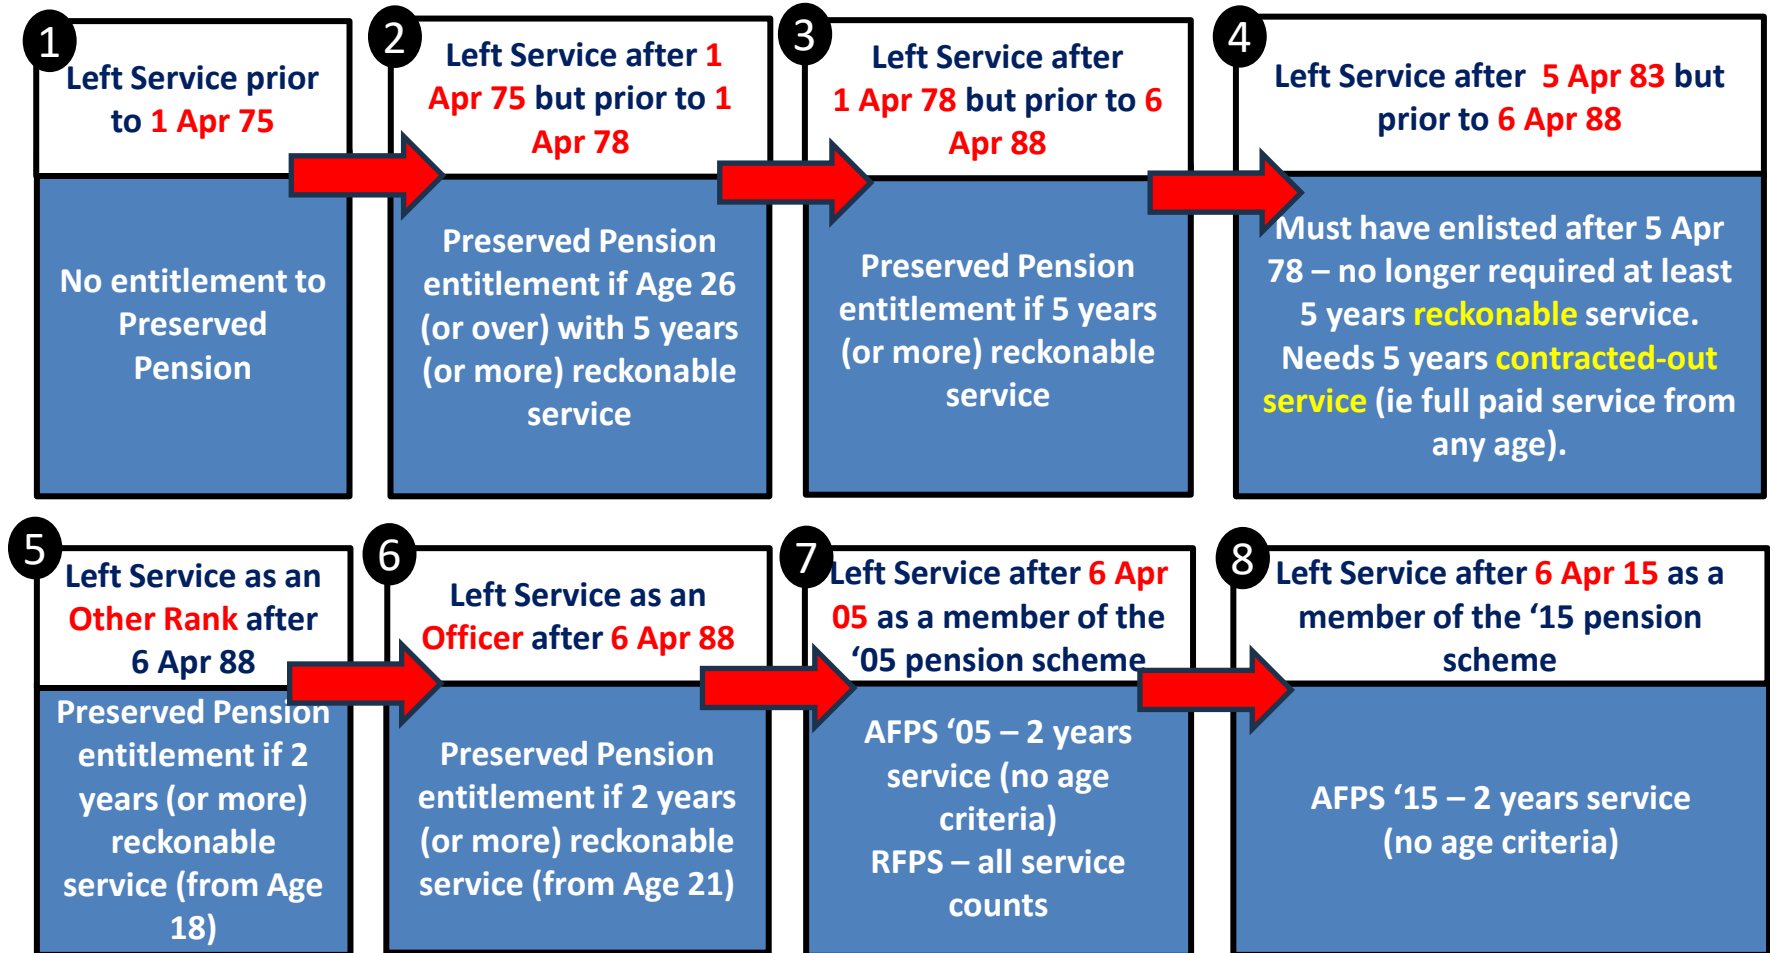 1
Left Service prior
to 1 Apr 75
No entitlement to
Preserved
Pension
2
Left Service after 1
Apr 75 but prior to 1
Apr 78
Preserved Pension
entitlement if Age 26
(or over) with 5 years
(or more) reckonable
service
3
Left Service after
1 Apr 78 but prior to 6
Apr 88
Preserved Pension
entitlement if 5 years
(or more) reckonable
service
4
Left Service after 5 Apr 83 but
prior to 6 Apr 88
Must have enlisted after 5 Apr
78 – no longer required at least
5 years reckonable service.
Needs 5 years contracted-out
service (ie full paid service from
any age).
5
Left Service as an
Other Rank after
6 Apr 88
Preserved Pension
entitlement if 2
years (or more)
reckonable
service (from Age
18)
6
Left Service as an
Officer after 6 Apr 88
Preserved Pension
entitlement if 2 years
(or more) reckonable
service (from Age 21)
7
Left Service after 6 Apr
05 as a member of the
‘05 pension scheme
AFPS ‘05 – 2 years
service (no age
criteria)
RFPS – all service
counts
8
Left Service after 6 Apr 15 as a
member of the ‘15 pension
scheme
AFPS ‘15 – 2 years service
(no age criteria)